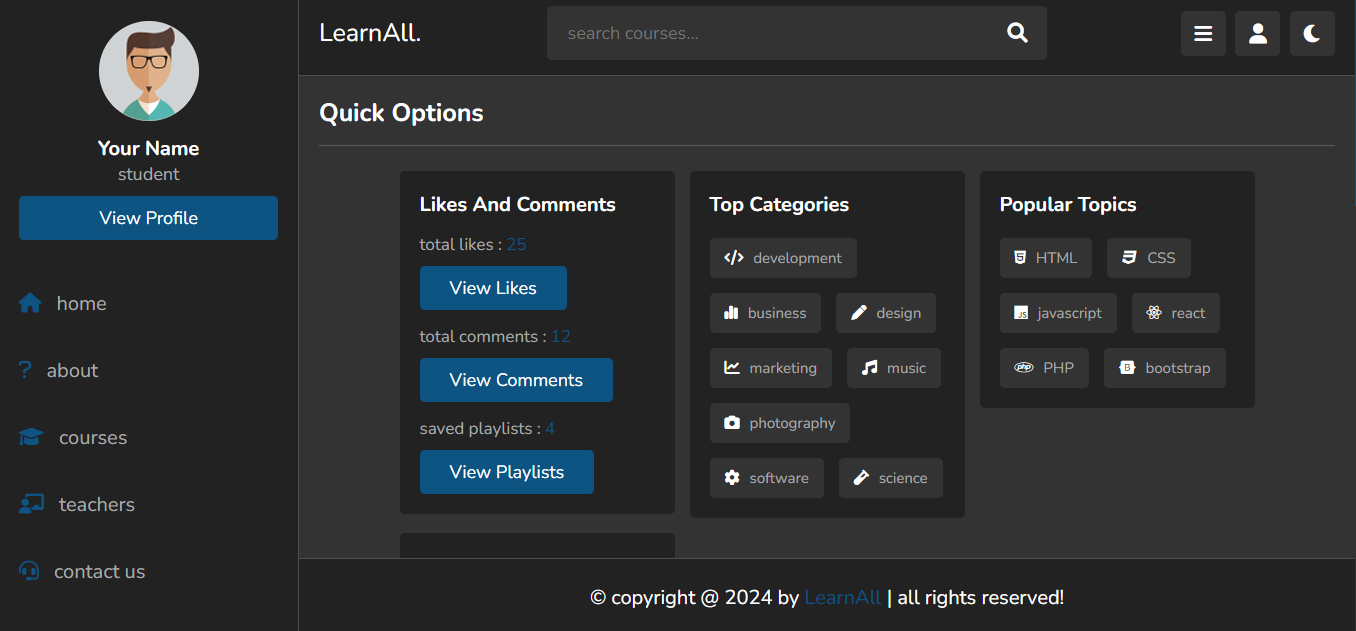 LearnAll.
search courses...
Your Name
student
View Profile
home
about
courses
teachers
contact us
Quick Options
Likes And Comments
total likes : 25
View Likes
total comments : 12
View Comments
saved playlists : 4
View Playlists
Top Categories
development
business design
marketing music
photography
software science
Popular Topics
HTML CSS
JS javascript react
php PHP B bootstrap
© copyright @ 2024 by LearnAll | all rights reserved!